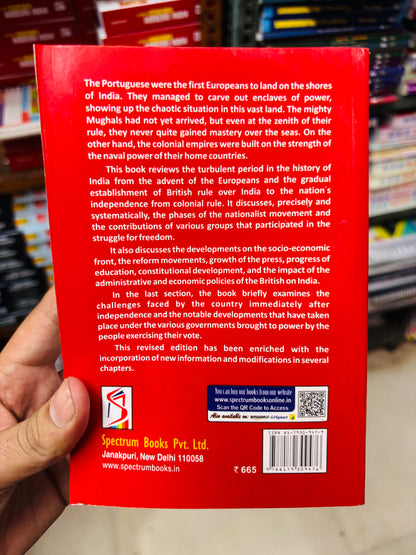 The Portuguese were the first Europeans to land on the shores
of India. They managed to carve out enclaves of power,
showing up the chaotic situation in this vast land. The mighty
Mughals had not yet arrived, but even at the zenith of their
rule, they never quite gained mastery over the seas. On the
other hand, the colonial empires were built on the strength of
the naval power of their home countries.
This book reviews the turbulent period in the history of
India from the advent of the Europeans and the gradual
establishment of British rule over India to the nation's
independence from colonial rule. It discusses, precisely and
systematically, the phases of the nationalist movement and
the contributions of various groups that participated in the
struggle for freedom.
It also discusses the developments on the socio-economic
front, the reform movements, growth of the press, progress of
education, constitutional development, and the impact of the
administrative and economic policies of the British on India.
In the last section, the book briefly examines the
challenges faced by the country immediately after
independence and the notable developments that have taken
place under the various governments brought to power by the
people exercising their vote.
This revised edition has been enriched with the
incorporation of new information and modifications in several
chapters.
You can buy our books from our website
www.spectrumbooksonline.in
Scan the QR Code to Access
Also available on: amazon & Flipkart
S
Spectrum Books Pvt. Ltd.
Janakpuri, New Delhi 110058
www.spectrumbooks.in
₹ 665
ISBN 81-7930-947-9
9 788179 309476